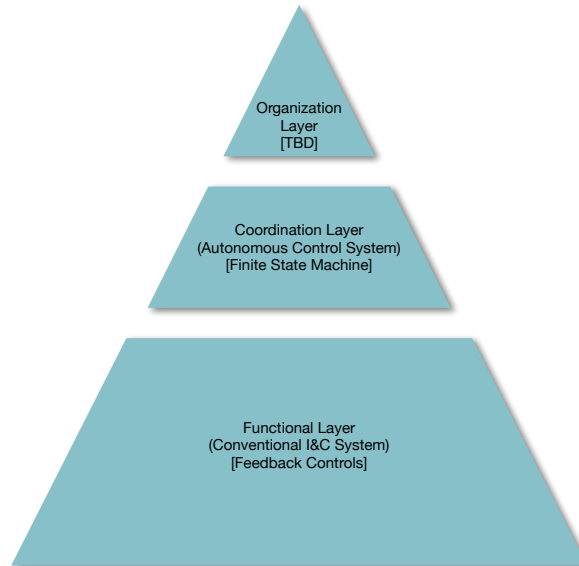 Organization
Layer
[TBD]
Coordination Layer
(Autonomous Control System)
[Finite State Machine]
Functional Layer
(Conventional I&C System)
[Feedback Controls]